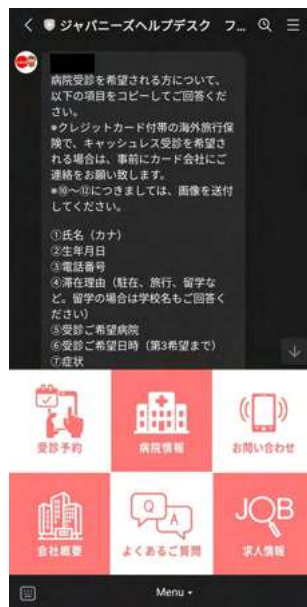 ジャパニーズヘルプデスク フ...
病院受診を希望される方について、
以下の項目をコピーしてご回答くだ
さい。
※クレジットカード付帯の海外旅行保
険で、キャッシュレス受診を希望さ
れる場合は、事前にカード会社にご
連絡をお願い致します。
※⑩〜⑫につきましては、画像を送付
してください。
①氏名（カナ）
②生年月日
③電話番号
④滞在理由（駐在、旅行、留学な
ど。留学の場合は学校名もご回答く
ださい）
⑤受診ご希望病院
⑥受診ご希望日時（第3希望まで）
⑦症状
受診予約
病院情報
お問い合わせ
Q
A
JOB
会社概要
よくあるご質問
求人情報
Menu